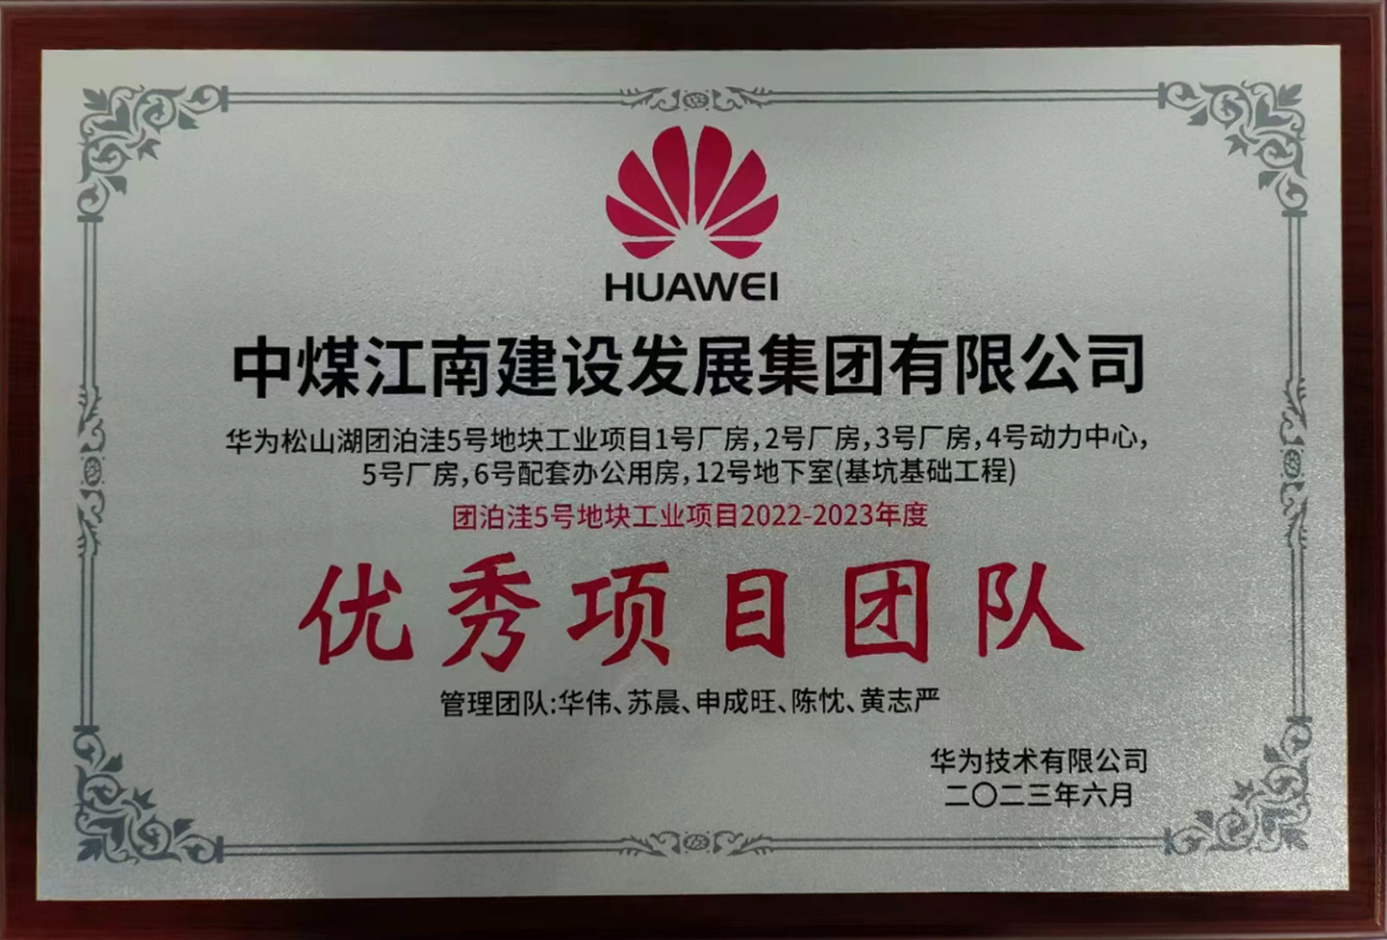 HUAWEI
中煤江南建设发展集团有限公司
华为松山湖团泊洼5号地块工业项目1号厂房,2号厂房,3号厂房,4号动力中心,
5号厂房,6号配套办公用房,12号地下室(基坑基础工程)
团泊洼5号地块工业项目2022-2023年度
优秀项目团队
管理团队:华伟、苏晨、申成旺、陈忱、黄志严
华为技术有限公司
二〇二三年六月